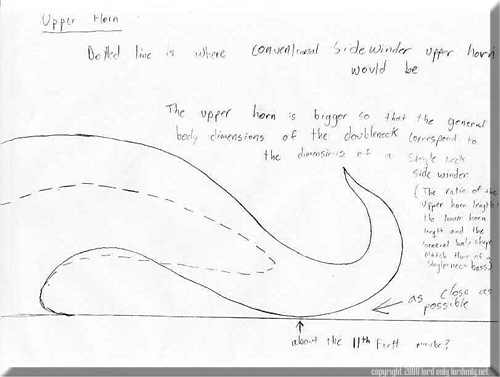 Upper Horn
Dotted line is where conventional Sidewinder upper horn
would be
The upper horn is bigger so that the general
body dimensions of the doubleneck correspond to
the dimensions of a single neck
side winder
(The ratio of the
upper horn length
the lower horn
length and the
general body shape
match that of a
single-neck bass)
as close as
possible
about the 11th fret marker?
copyright 2000 lord only lordonly.net